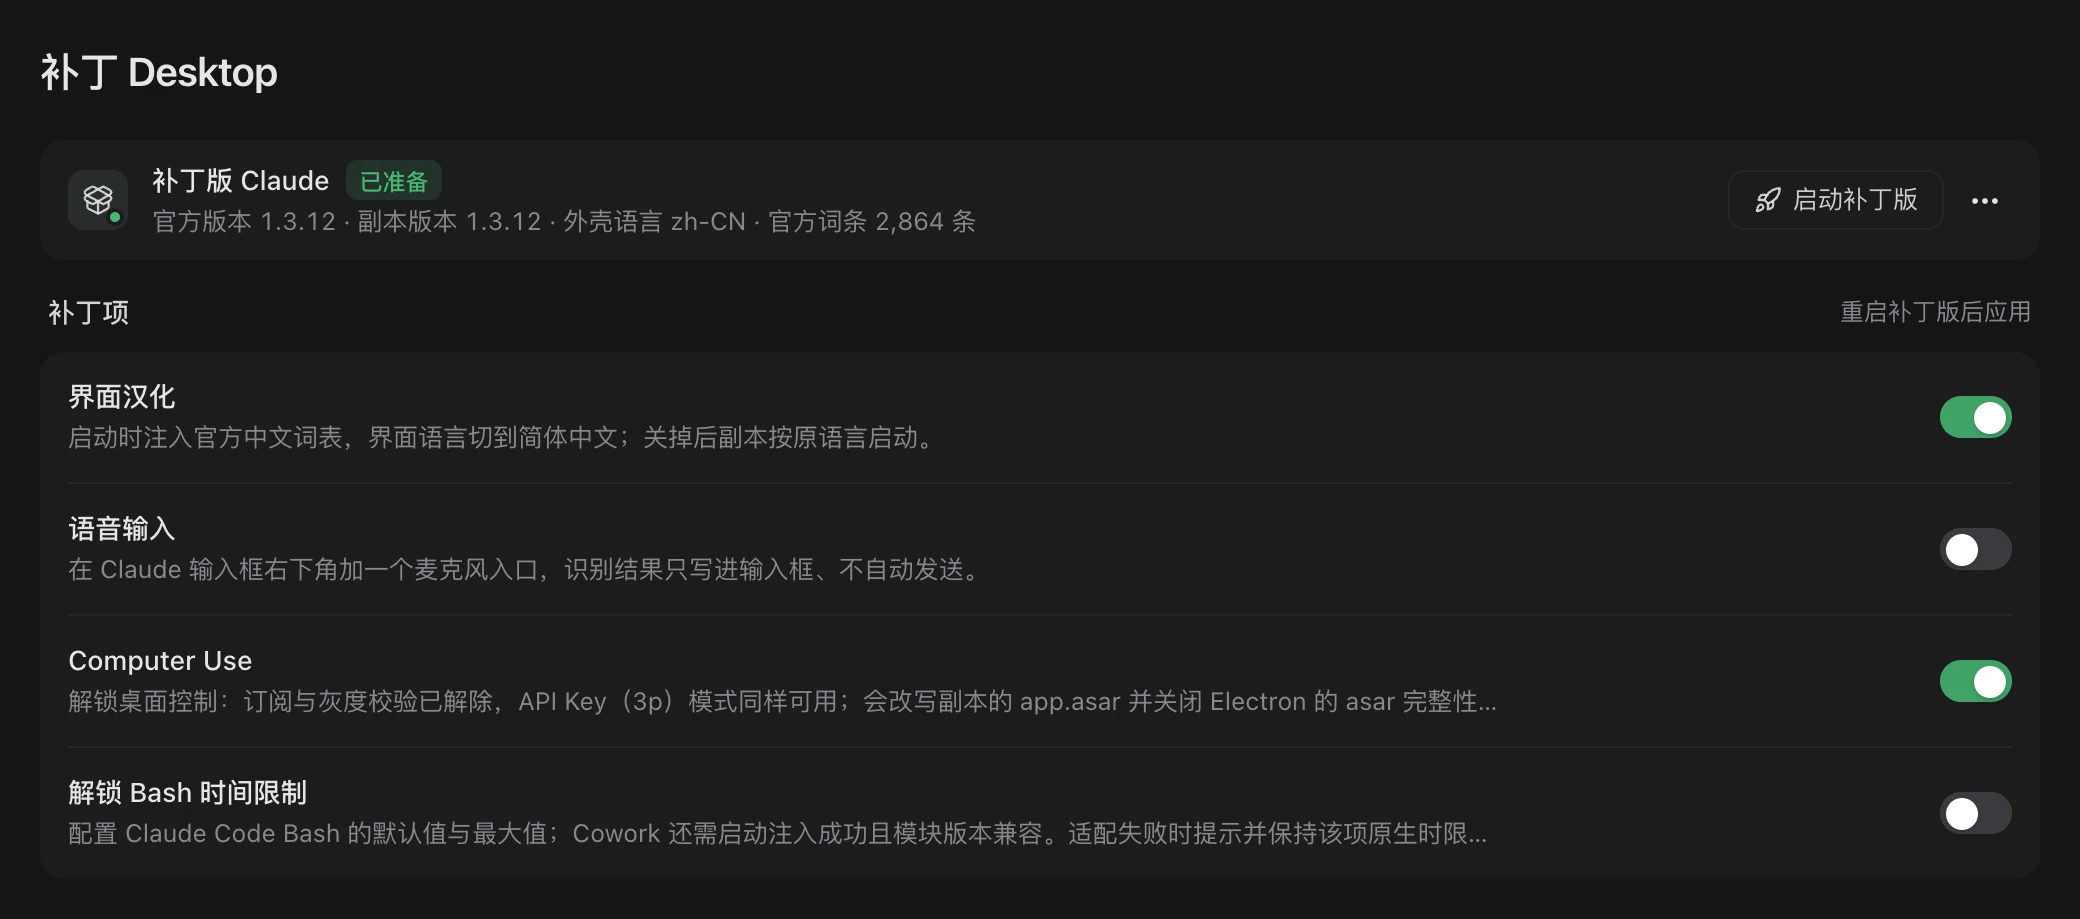 补丁 Desktop
补丁版 Claude 已准备
官方版本 1.3.12 · 副本版本 1.3.12 · 外壳语言 zh-CN · 官方词条 2,864 条
启动补丁版
补丁项
重启补丁版后应用
界面汉化
启动时注入官方中文词表，界面语言切到简体中文；关掉后副本按原语言启动。
语音输入
在 Claude 输入框右下角加一个麦克风入口，识别结果只写进输入框、不自动发送。
Computer Use
解锁桌面控制：订阅与灰度校验已解除，API Key（3p）模式同样可用；会改写副本的 app.asar 并关闭 Electron 的 asar 完整性...
解锁 Bash 时间限制
配置 Claude Code Bash 的默认值与最大值；Cowork 还需启动注入成功且模块版本兼容。适配失败时提示并保持该项原生时限...